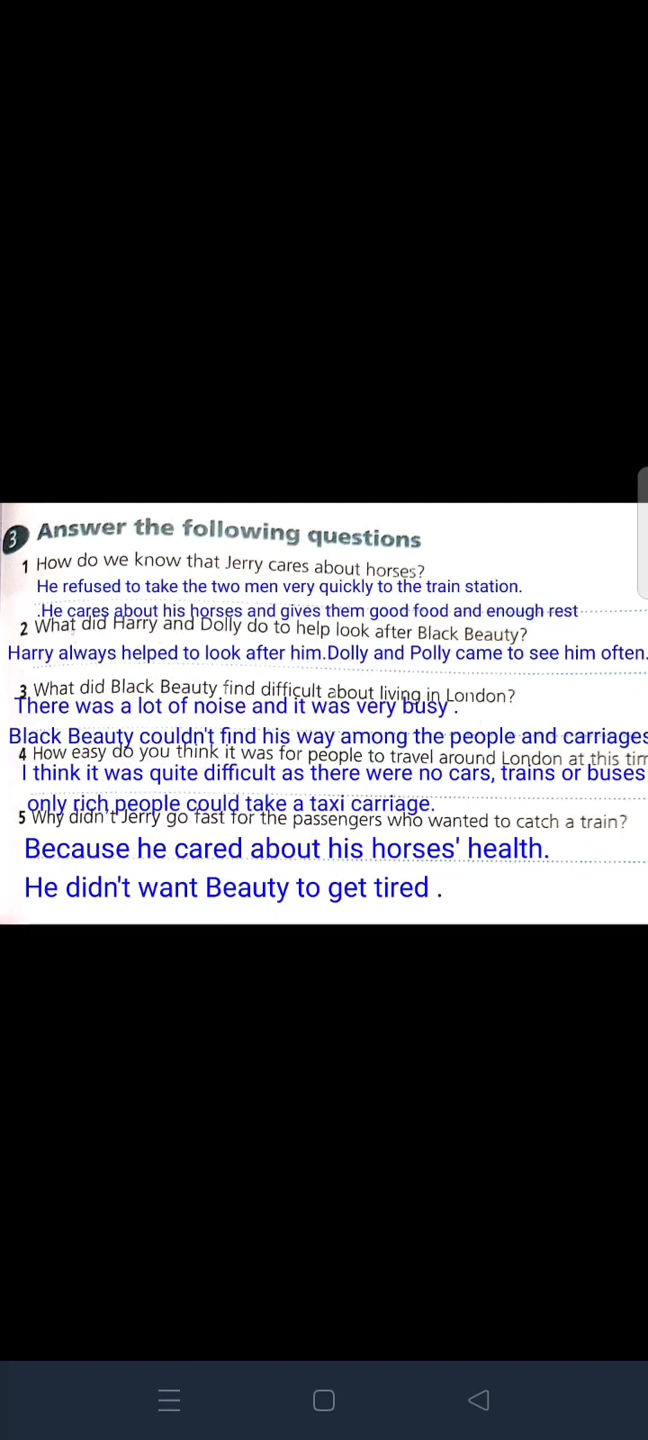 3 Answer the following questions
1 How do we know that Jerry cares about horses?
He refused to take the two men very quickly to the train station.
.He cares about his horses and gives them good food and enough rest
2 What did Harry and Dolly do to help look after Black Beauty?
Harry always helped to look after him.Dolly and Polly came to see him often.
3 What did Black Beauty find difficult about living in London?
There was a lot of noise and it was very busy .
Black Beauty couldn't find his way among the people and carriages
4 How easy do you think it was for people to travel around London at this tim
I think it was quite difficult as there were no cars, trains or buses
only rich people could take a taxi carriage.
5 Why didn't Jerry go fast for the passengers who wanted to catch a train?
Because he cared about his horses' health.
He didn't want Beauty to get tired .